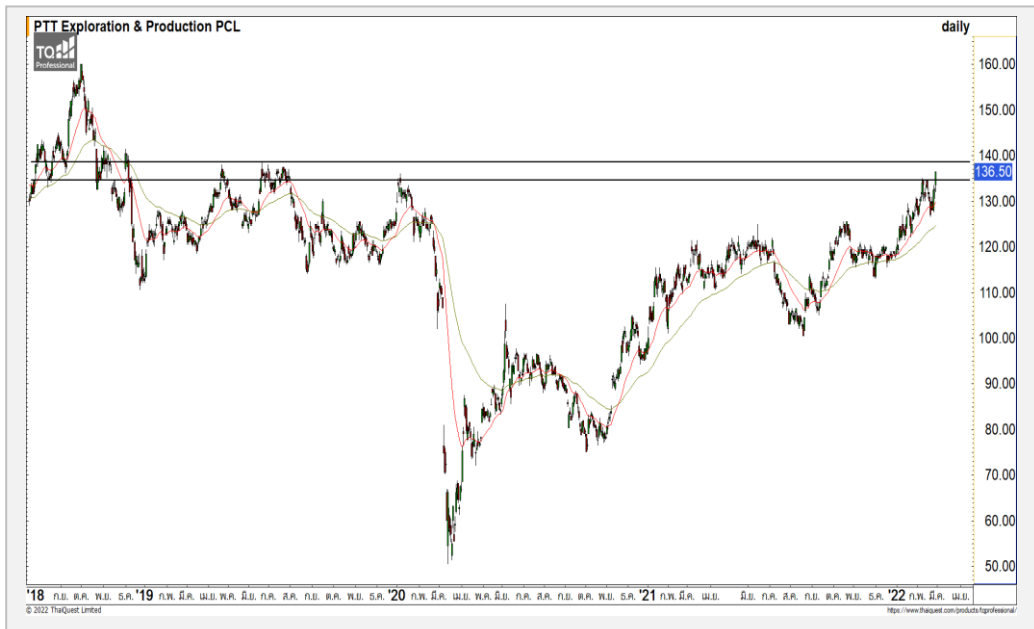 PTT Exploration & Production PCL
daily
TQ
Professional
160.00
150.00
140.00
136.50
130.00
120.00
110.00
100.00
90.00
80.00
70.00
60.00
50.00
'18 ก.ย. ต.ค. พ.ย. ธ.ค. '19 ก.พ. มี.ค. เม.ย. พ.ค. มิ.ย. ก.ค. ส.ค. ก.ย. ต.ค. พ.ย. ธ.ค. '20 ก.พ. มี.ค. เม.ย. พ.ค. มิ.ย. ก.ค. ส.ค. ก.ย. ต.ค. พ.ย. ธ.ค. '21 ก.พ. มี.ค. เม.ย. มิ.ย. ก.ค. ส.ค. ก.ย. ต.ค. พ.ย. ธ.ค. '22 ก.พ. มี.ค. เม.ย.
© 2022 ThaiQuest Limited
https://www.thaiquest.com/products/tqprofessional/